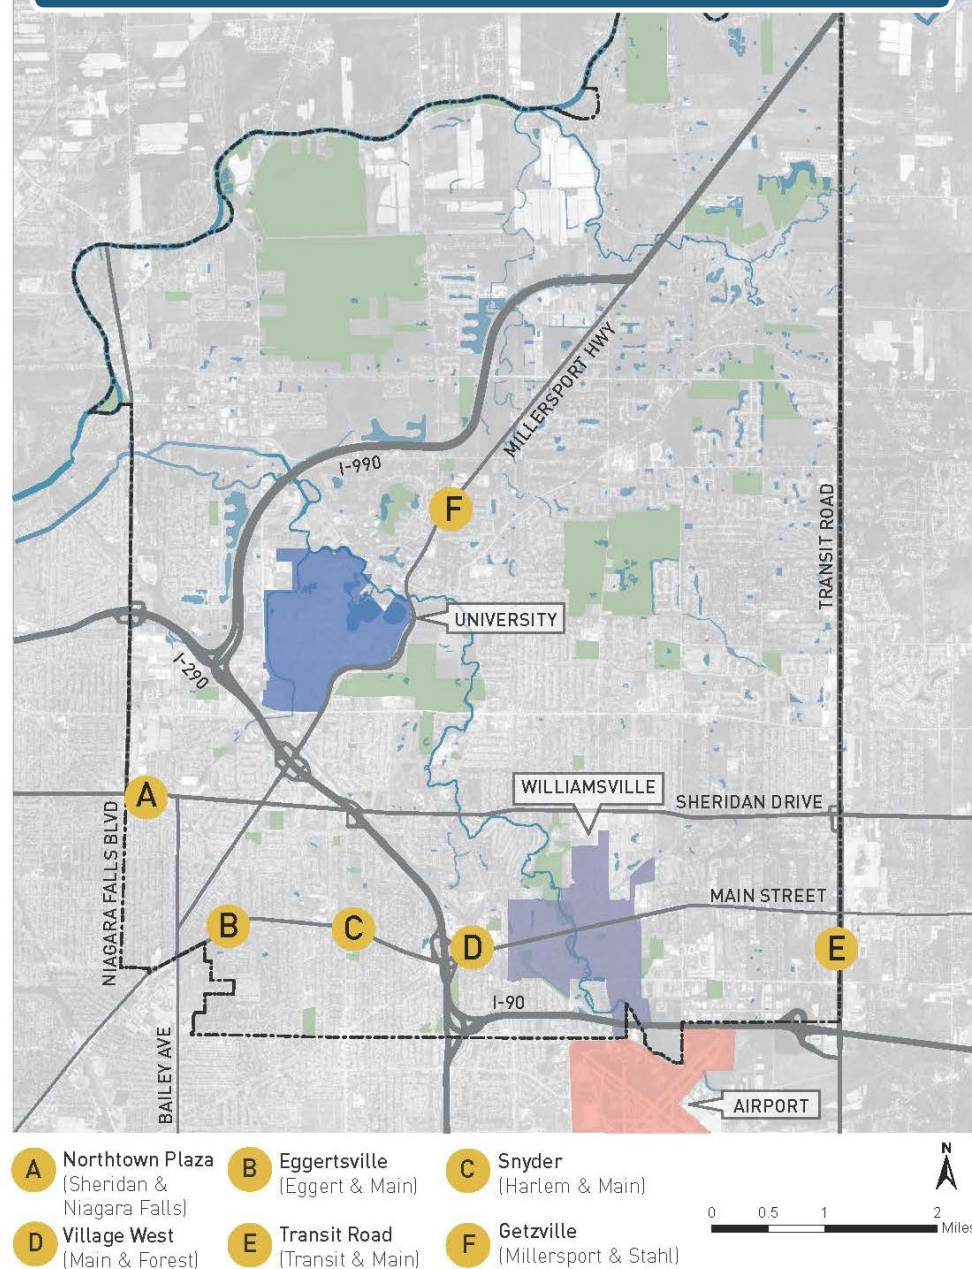 I-990
MILLERSPORT HWY
F
TRANSIT ROAD
UNIVERSITY
I-290
A
WILLIAMSVILLE
SHERIDAN DRIVE
NIAGARA FALLS BLVD
MAIN STREET
B
C
D
E
I-90
BAILEY AVE
AIRPORT
A
Northtown Plaza
(Sheridan &
Niagara Falls)
B
Eggertsville
(Eggert & Main)
C
Snyder
(Harlem & Main)
D
Village West
(Main & Forest)
E
Transit Road
(Transit & Main)
F
Getzville
(Millersport & Stahl)
N
0 0.5 1 2
Miles